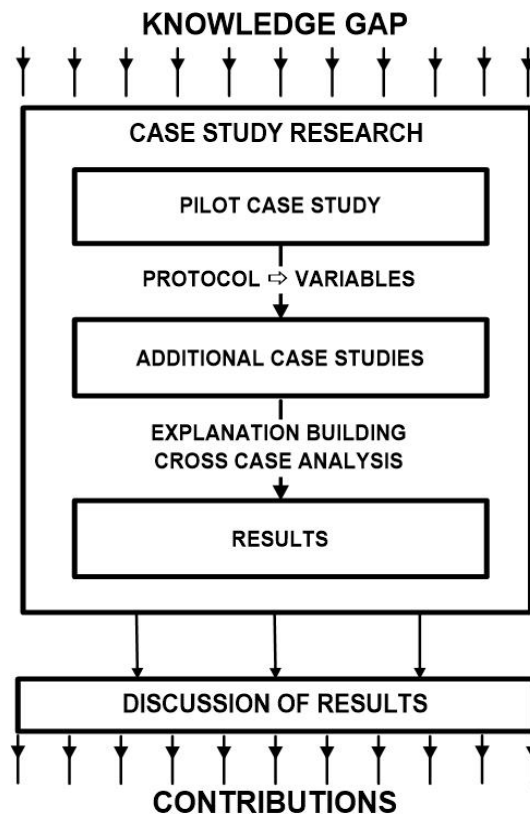 KNOWLEDGE GAP
CASE STUDY RESEARCH
PILOT CASE STUDY
PROTOCOL ⇨ VARIABLES
ADDITIONAL CASE STUDIES
EXPLANATION BUILDING
CROSS CASE ANALYSIS
RESULTS
DISCUSSION OF RESULTS
CONTRIBUTIONS